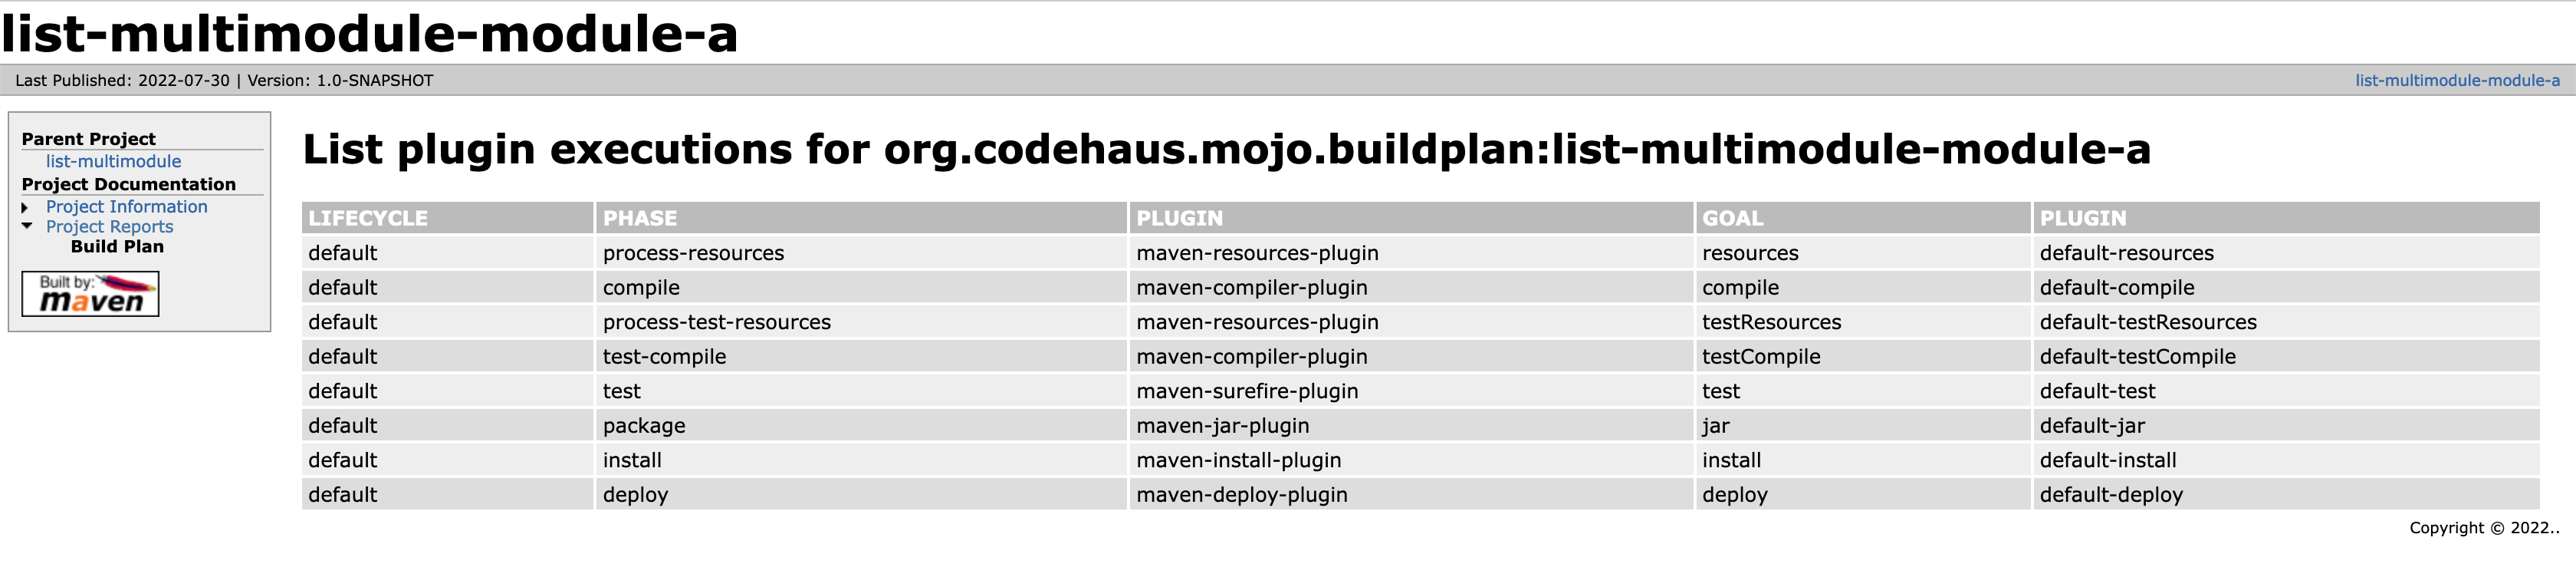 list-multimodule-module-a
Last Published: 2022-07-30 | Version: 1.0-SNAPSHOT list-multimodule-module-a
Parent Project
list-multimodule
Project Documentation
Project Information
Project Reports
Build Plan
Built by:
maven
List plugin executions for org.codehaus.mojo.buildplan:list-multimodule-module-a
LIFECYCLE PHASE PLUGIN GOAL PLUGIN
default process-resources maven-resources-plugin resources default-resources
default compile maven-compiler-plugin compile default-compile
default process-test-resources maven-resources-plugin testResources default-testResources
default test-compile maven-compiler-plugin testCompile default-testCompile
default test maven-surefire-plugin test default-test
default package maven-jar-plugin jar default-jar
default install maven-install-plugin install default-install
default deploy maven-deploy-plugin deploy default-deploy
Copyright © 2022..